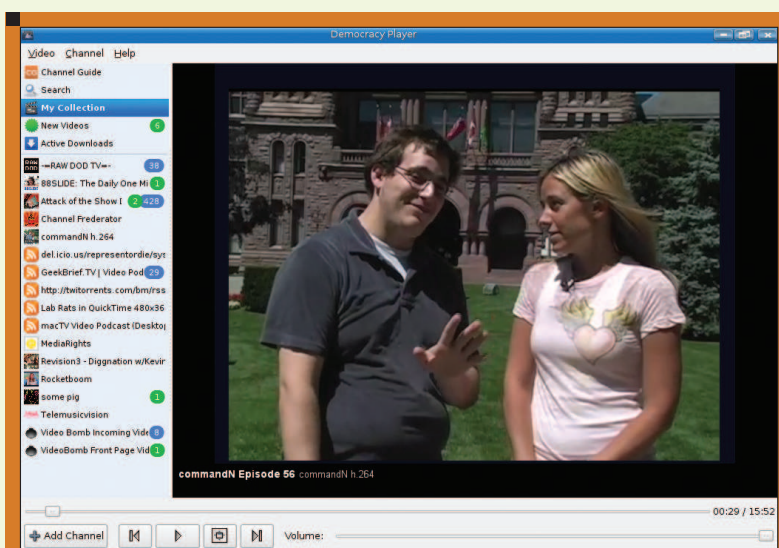 Democracy Player
Video Channel Help
Channel Guide
Search
My Collection
New Videos 6
Active Downloads
RAW DOD -=RAW DOD TV=- 38
88SLIDE: The Daily One Mi 1
Attack of the Show! 2 428
Channel Frederator
commandN h.264
del.icio.us/representordie/sys
GeekBrief.TV | Video Pod 29
http://twitorrents.com/bm/rss
Lab Rats in QuickTime 480x36
macTV Video Podcast (Desktop
MediaRights
Revision3 - Diggnation w/Kevin
Rocketboom
some pig 1
Telemusicvision
Video Bomb Incoming Vide 8
VideoBomb Front Page Vid 1
commandN Episode 56 commandN h.264
00:29 / 15:52
Add Channel Volume: